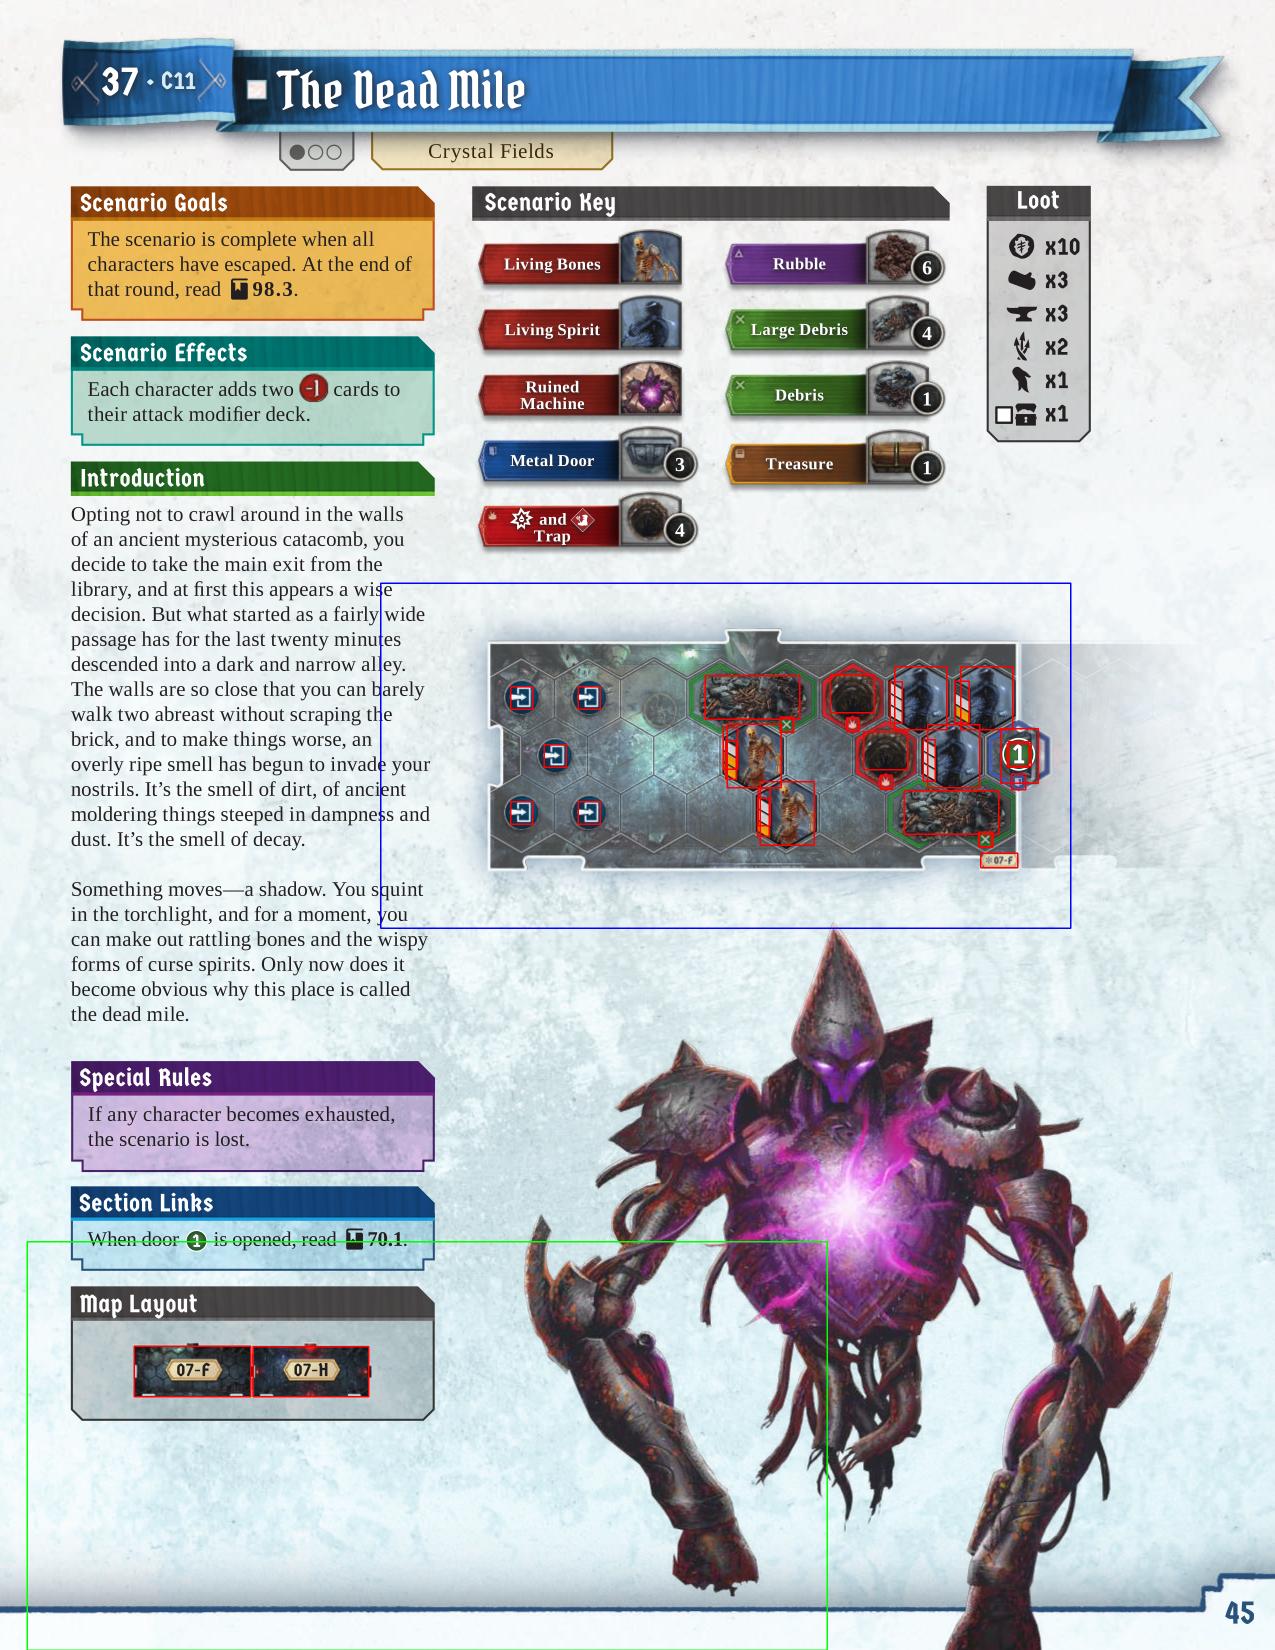 37 · C11
The Dead Mile
Crystal Fields
Scenario Goals
The scenario is complete when all
characters have escaped. At the end of
that round, read 98.3.
Scenario Effects
Each character adds two -1 cards to
their attack modifier deck.
Introduction
Opting not to crawl around in the walls
of an ancient mysterious catacomb, you
decide to take the main exit from the
library, and at first this appears a wise
decision. But what started as a fairly wide
passage has for the last twenty minutes
descended into a dark and narrow alley.
The walls are so close that you can barely
walk two abreast without scraping the
brick, and to make things worse, an
overly ripe smell has begun to invade your
nostrils. It’s the smell of dirt, of ancient
moldering things steeped in dampness and
dust. It’s the smell of decay.
Something moves—a shadow. You squint
in the torchlight, and for a moment, you
can make out rattling bones and the wispy
forms of curse spirits. Only now does it
become obvious why this place is called
the dead mile.
Special Rules
If any character becomes exhausted,
the scenario is lost.
Section Links
When door 1 is opened, read 70.1.
Map Layout
07-F
07-H
Scenario Key
Living Bones
Living Spirit
Ruined
Machine
Metal Door 3
and
Trap
4
Rubble 6
Large Debris 4
Debris 1
Treasure 1
Loot
x10
x3
x3
x2
x1
x1
1
07-F
45